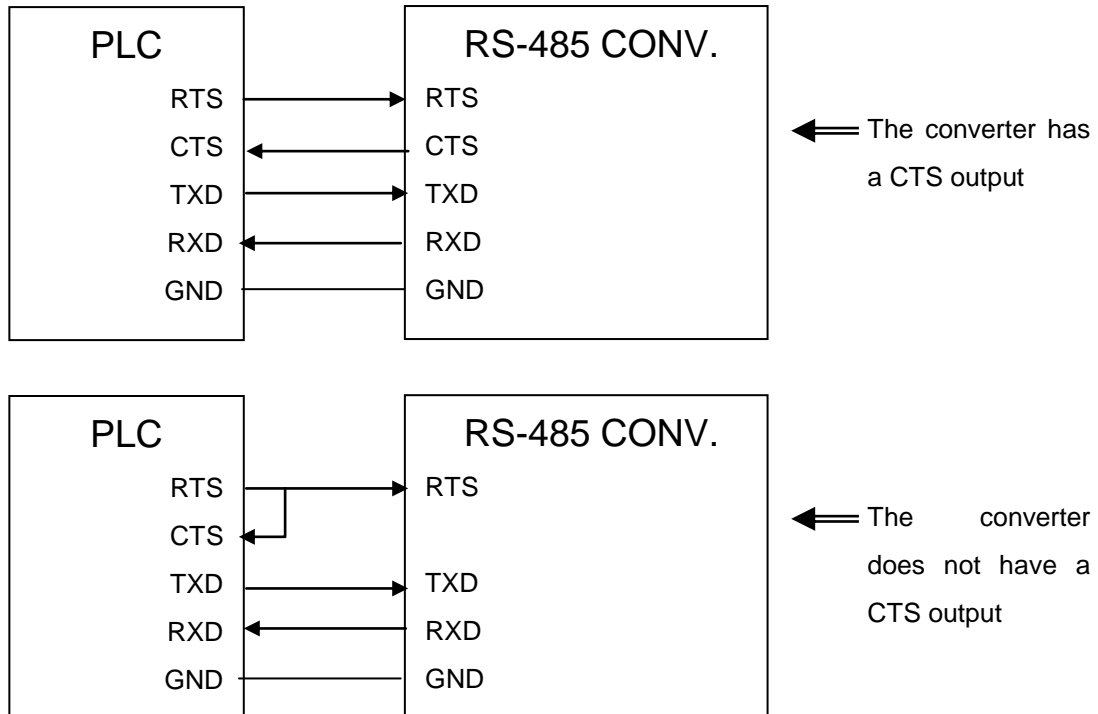 PLC RS-485 CONV.
RTS RTS
CTS CTS
TXD TXD
RXD RXD
GND GND
The converter has
a CTS output
PLC RS-485 CONV.
RTS RTS
CTS
TXD TXD
RXD RXD
GND GND
The converter
does not have a
CTS output